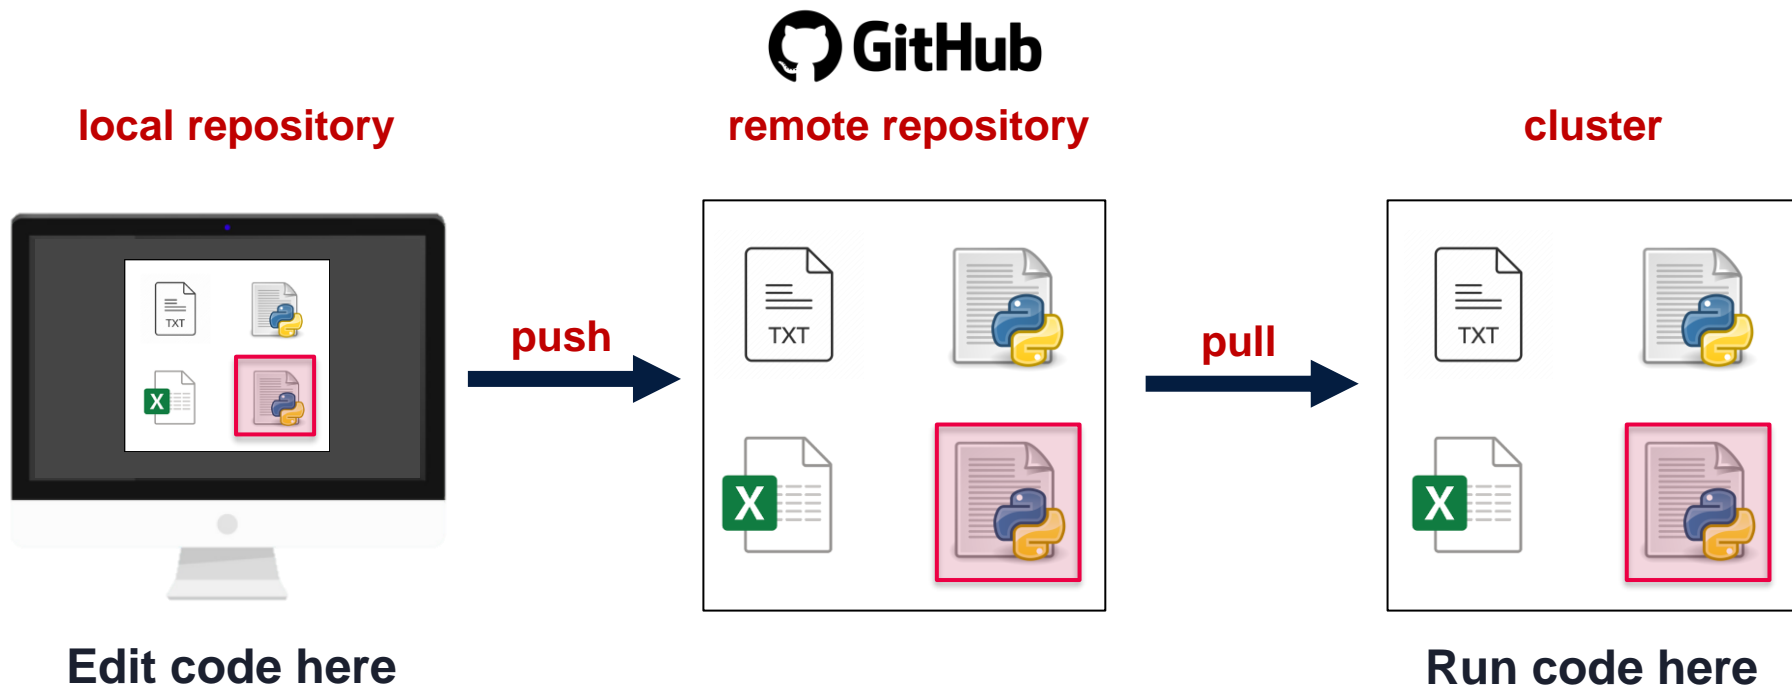 GitHub
local repository
remote repository
cluster
TXT
X
push
TXT
X
pull
TXT
X
Edit code here
Run code here